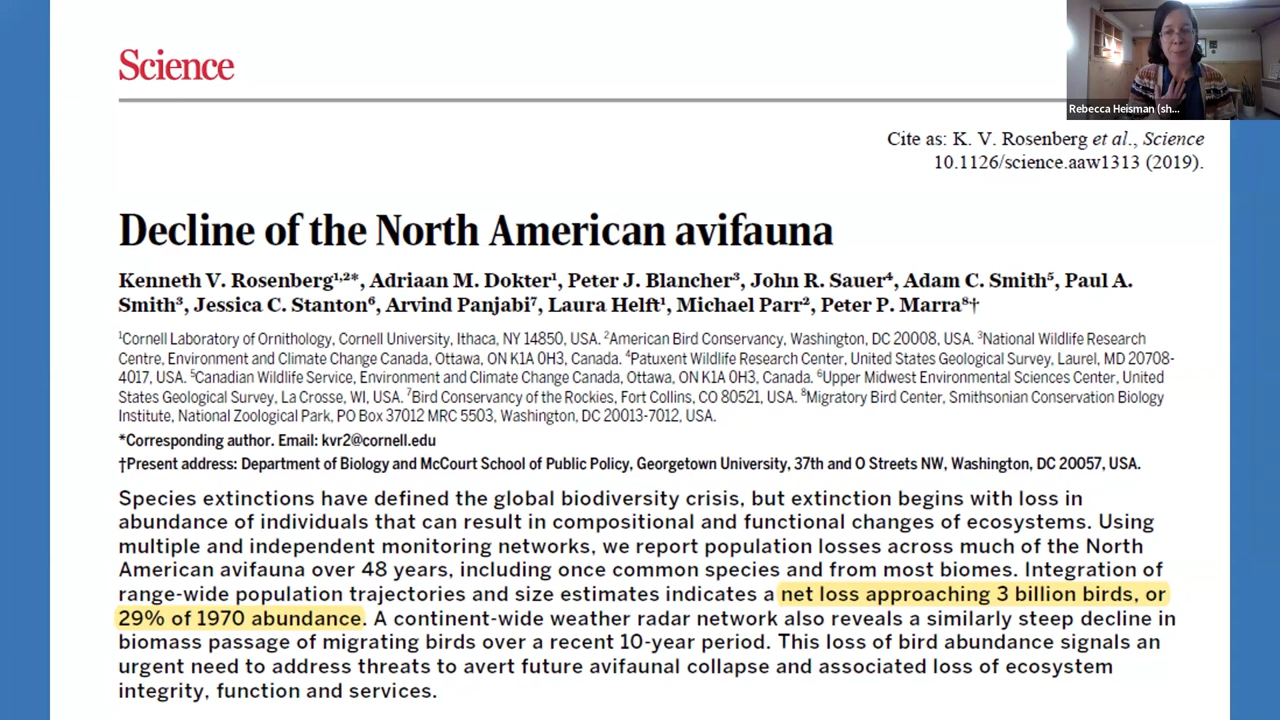 Science
Rebecca Heisman (sh...
Cite as: K. V. Rosenberg et al., Science
10.1126/science.aaw1313 (2019).
Decline of the North American avifauna
Kenneth V. Rosenberg¹,²*, Adriaan M. Dokter¹, Peter J. Blancher³, John R. Sauer⁴, Adam C. Smith⁵, Paul A.
Smith³, Jessica C. Stanton⁶, Arvind Panjabi⁷, Laura Helft¹, Michael Parr², Peter P. Marra⁸†
¹Cornell Laboratory of Ornithology, Cornell University, Ithaca, NY 14850, USA. ²American Bird Conservancy, Washington, DC 20008, USA. ³National Wildlife Research
Centre, Environment and Climate Change Canada, Ottawa, ON K1A 0H3, Canada. ⁴Patuxent Wildlife Research Center, United States Geological Survey, Laurel, MD 20708-
4017, USA. ⁵Canadian Wildlife Service, Environment and Climate Change Canada, Ottawa, ON K1A 0H3, Canada. ⁶Upper Midwest Environmental Sciences Center, United
States Geological Survey, La Crosse, WI, USA. ⁷Bird Conservancy of the Rockies, Fort Collins, CO 80521, USA. ⁸Migratory Bird Center, Smithsonian Conservation Biology
Institute, National Zoological Park, PO Box 37012 MRC 5503, Washington, DC 20013-7012, USA.
*Corresponding author. Email: kvr2@cornell.edu
†Present address: Department of Biology and McCourt School of Public Policy, Georgetown University, 37th and O Streets NW, Washington, DC 20057, USA.
Species extinctions have defined the global biodiversity crisis, but extinction begins with loss in
abundance of individuals that can result in compositional and functional changes of ecosystems. Using
multiple and independent monitoring networks, we report population losses across much of the North
American avifauna over 48 years, including once common species and from most biomes. Integration of
range-wide population trajectories and size estimates indicates a net loss approaching 3 billion birds, or
29% of 1970 abundance. A continent-wide weather radar network also reveals a similarly steep decline in
biomass passage of migrating birds over a recent 10-year period. This loss of bird abundance signals an
urgent need to address threats to avert future avifaunal collapse and associated loss of ecosystem
integrity, function and services.